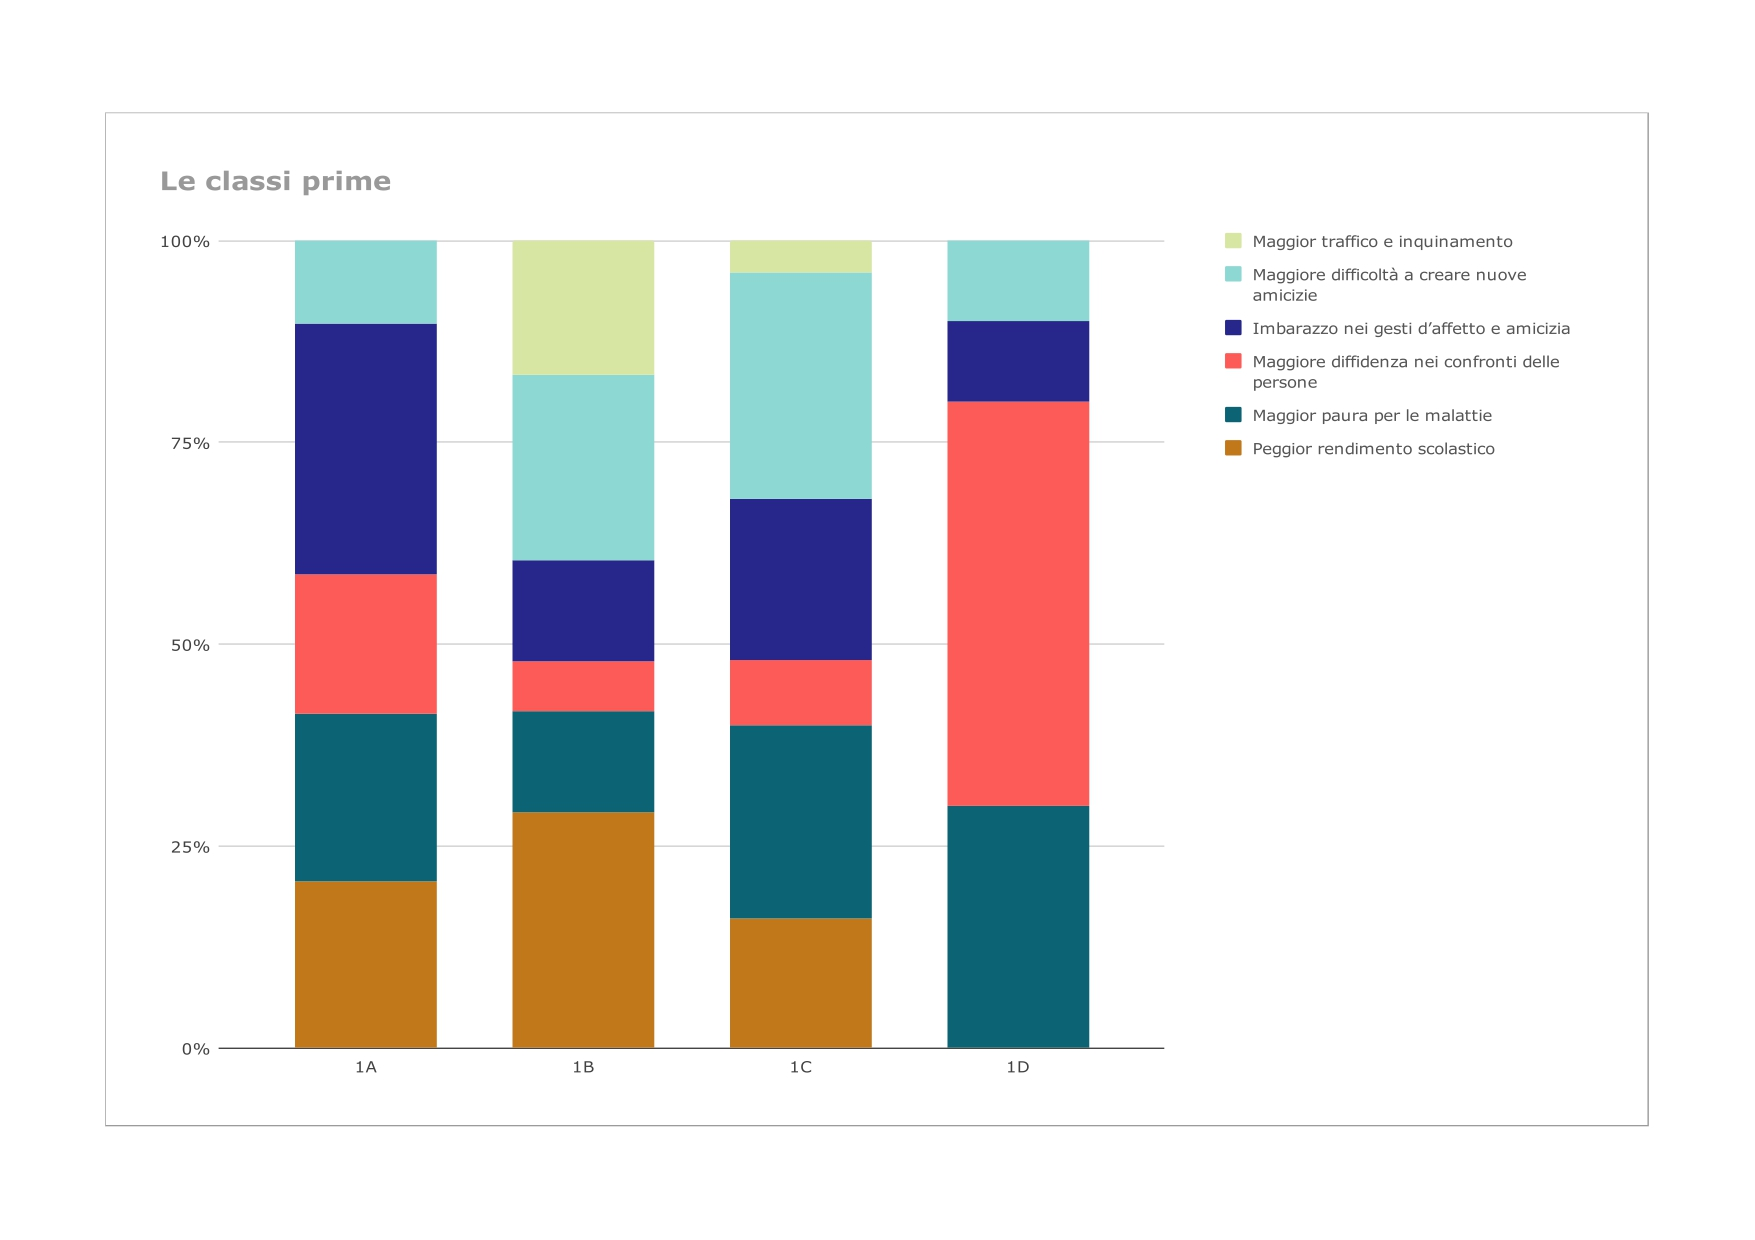 Le classi prime
100%
75%
50%
25%
0%
1A
1B
1C
1D
Maggior traffico e inquinamento
Maggiore difficoltà a creare nuove
amicizie
Imbarazzo nei gesti d’affetto e amicizia
Maggiore diffidenza nei confronti delle
persone
Maggior paura per le malattie
Peggior rendimento scolastico